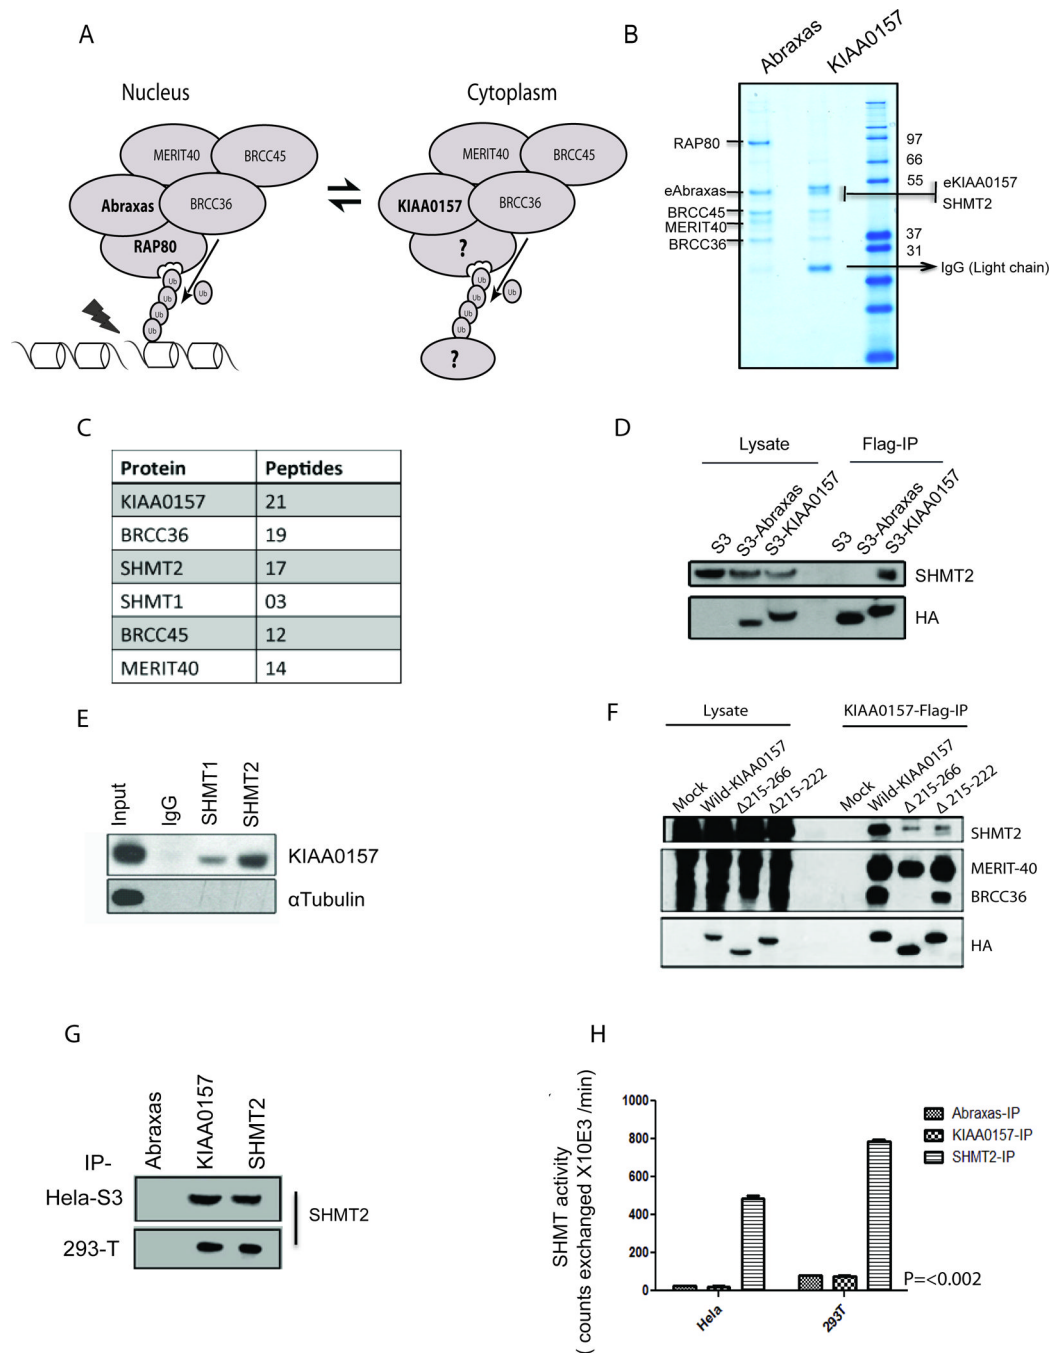 A
Nucleus
Cytoplasm
MERIT40
BRCC45
Abraxas
BRCC36
RAP80
Ub
Ub
Ub
Ub
Ub
MERIT40
BRCC45
KIAA0157
BRCC36
?
Ub
Ub
Ub
Ub
Ub
?
B
Abraxas
KIAA0157
RAP80
eAbraxas
BRCC45
MERIT40
BRCC36
97
66
55
37
31
eKIAA0157
SHMT2
IgG (Light chain)
C
Protein Peptides
KIAA0157 21
BRCC36 19
SHMT2 17
SHMT1 03
BRCC45 12
MERIT40 14
D
Lysate Flag-IP
S3 S3-Abraxas S3-KIAA0157 S3 S3-Abraxas S3-KIAA0157
SHMT2
HA
E
Input IgG SHMT1 SHMT2
KIAA0157
αTubulin
F
Lysate KIAA0157-Flag-IP
Mock Wild-KIAA0157 Δ215-266 Δ215-222 Mock Wild-KIAA0157 Δ215-266 Δ215-222
SHMT2
MERIT-40
BRCC36
HA
G
IP- Abraxas KIAA0157 SHMT2
Hela-S3
293-T
SHMT2
H
SHMT activity
( counts exchanged X10E3 /min)
1000
800
600
400
200
0
Hela
293T
Abraxas-IP
KIAA0157-IP
SHMT2-IP
P=<0.002